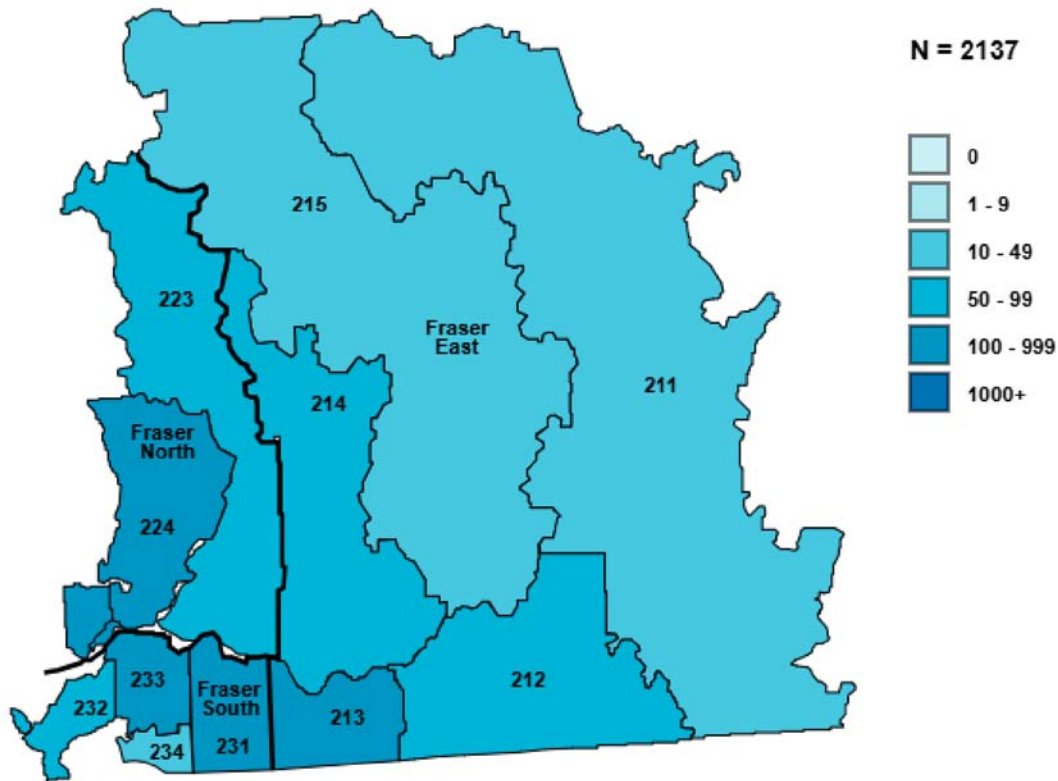 N = 2137
0
1 - 9
10 - 49
50 - 99
100 - 999
1000+
215
223
Fraser
East
211
214
Fraser
North
224
233
Fraser
South
212
232
213
234
231